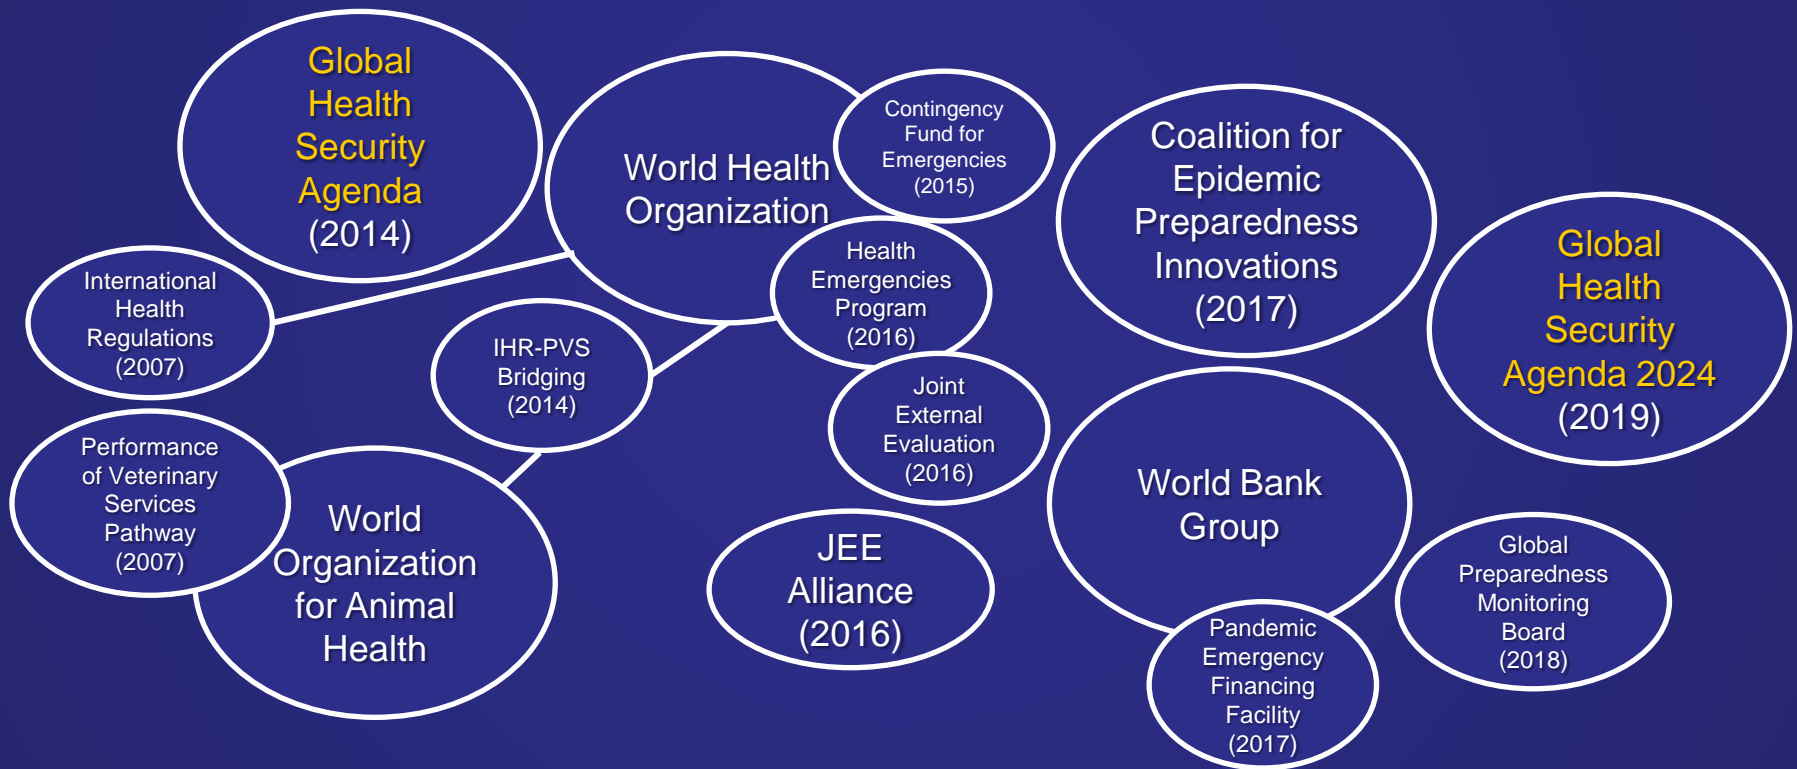 Global
Health
Security
Agenda
(2014)
World Health
Organization
Contingency
Fund for
Emergencies
(2015)
Coalition for
Epidemic
Preparedness
Innovations
(2017)
Global
Health
Security
Agenda 2024
(2019)
International
Health
Regulations
(2007)
Health
Emergencies
Program
(2016)
IHR-PVS
Bridging
(2014)
Joint
External
Evaluation
(2016)
Performance
of Veterinary
Services
Pathway
(2007)
World
Organization
for Animal
Health
JEE
Alliance
(2016)
World Bank
Group
Global
Preparedness
Monitoring
Board
(2018)
Pandemic
Emergency
Financing
Facility
(2017)